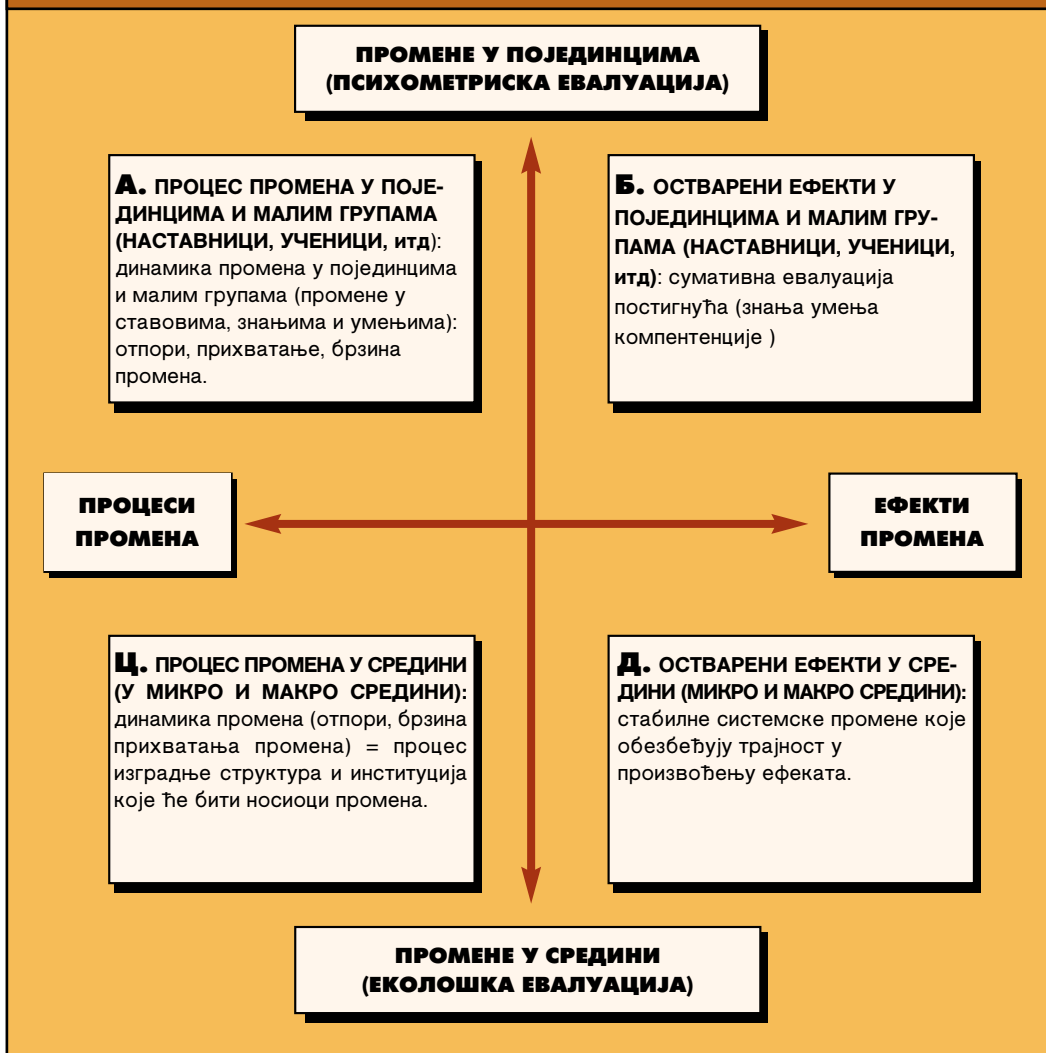 ПРОМЕНЕ У ПОЈЕДИНЦИМА
(ПСИХОМЕТРИСКА ЕВАЛУАЦИЈА)
А. ПРОЦЕС ПРОМЕНА У ПОЈЕ-
ДИНЦИМА И МАЛИМ ГРУПАМА
(НАСТАВНИЦИ, УЧЕНИЦИ, итд):
динамика промена у појединцима
и малим групама (промене у
ставовима, знањима и умењима):
отпори, прихватање, брзина
промена.
Б. ОСТВАРЕНИ ЕФЕКТИ У
ПОЈЕДИНЦИМА И МАЛИМ ГРУ-
ПАМА (НАСТАВНИЦИ, УЧЕНИЦИ,
итд): сумативна евалуација
постигнућа (знања умења
компентенције )
ПРОЦЕСИ
ПРОМЕНА
ЕФЕКТИ
ПРОМЕНА
Ц. ПРОЦЕС ПРОМЕНА У СРЕДИНИ
(У МИКРО И МАКРО СРЕДИНИ):
динамика промена (отпори, брзина
прихватања промена) = процес
изградње структура и институција
које ће бити носиоци промена.
Д. ОСТВАРЕНИ ЕФЕКТИ У СРЕ-
ДИНИ (МИКРО И МАКРО СРЕДИНИ):
стабилне системске промене које
обезбеђују трајност у
произвођењу ефеката.
ПРОМЕНЕ У СРЕДИНИ
(ЕКОЛОШКА ЕВАЛУАЦИЈА)